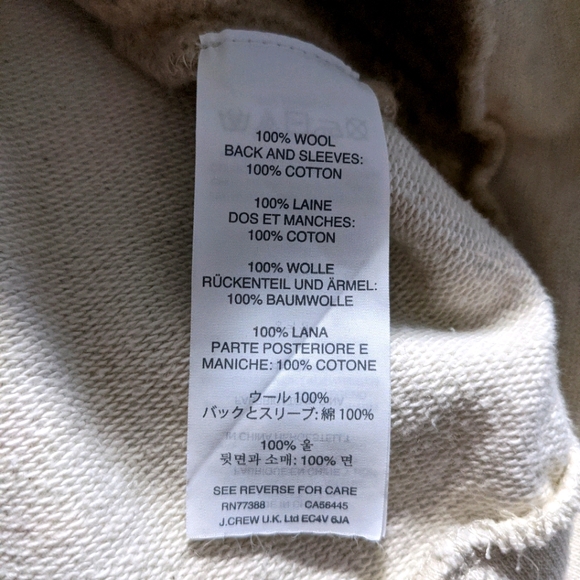 100% WOOL
BACK AND SLEEVES:
100% COTTON
100% LAINE
DOS ET MANCHES:
100% COTON
100% WOLLE
RÜCKENTEIL UND ÄRMEL:
100% BAUMWOLLE
100% LANA
PARTE POSTERIORE E
MANICHE: 100% COTONE
ウール 100%
バックとスリーブ: 綿 100%
100% 울
뒷면과 소매: 100% 면
SEE REVERSE FOR CARE
RN77388 CA56445
J.CREW U.K. Ltd EC4V 6JA